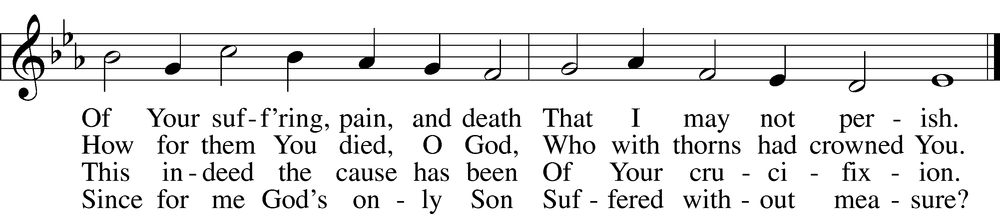 Of Your suf - f’ring, pain, and death That I may not per - ish.
How for them You died, O God, Who with thorns had crowned You.
This in - deed the cause has been Of Your cru - ci - fix - ion.
Since for me God’s on - ly Son Suf - fered with - out mea - sure?